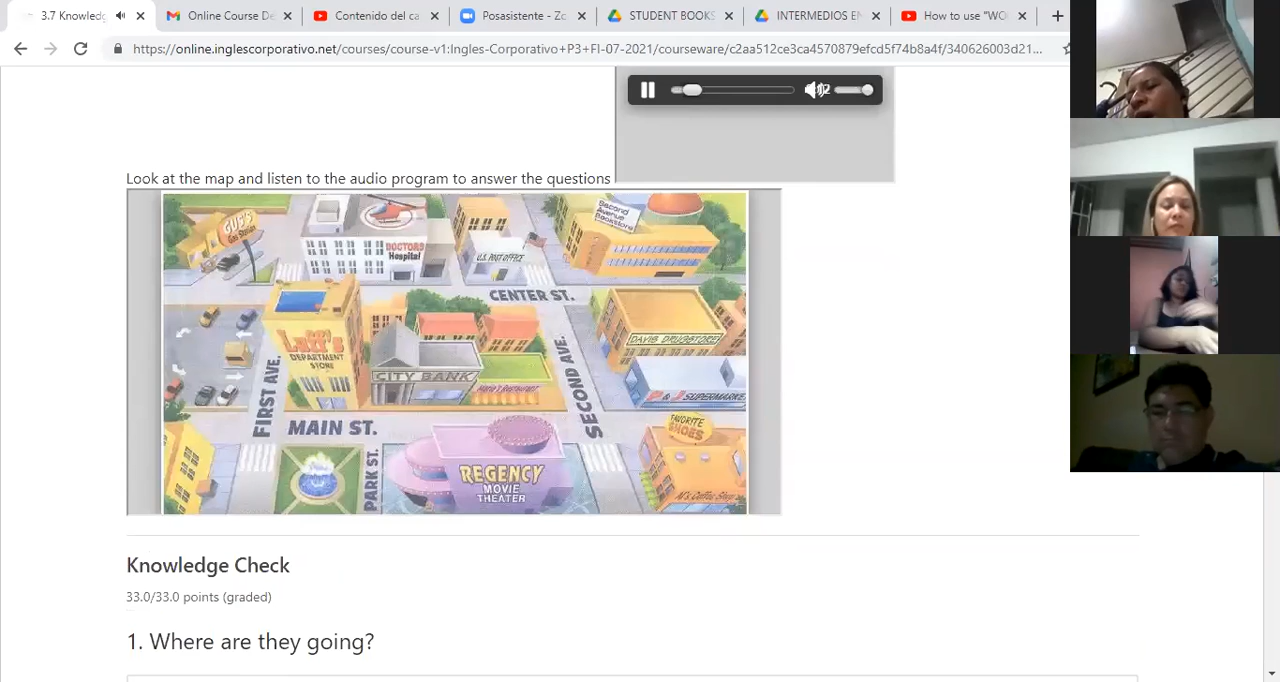 3.7 Knowledg
Online Course De
Contenido del ca
Posasistente - Zo
STUDENT BOOKS
INTERMEDIOS EN
How to use "WO
https://online.inglescorporativo.net/courses/course-v1:Ingles-Corporativo+P3+FI-07-2021/courseware/c2aa512ce3ca4570879efcd5f74b8a4f/340626003d21...
Look at the map and listen to the audio program to answer the questions
GUS'S
Gas Station
DOCTORS
Hospital
U.S. POST OFFICE
Second
Avenue
Bookstore
CENTER ST.
Luff's
DEPARTMENT
STORE
CITY BANK
Restaurant
DAVIS DRUGSTORE
P & J SUPERMARKE
FIRST AVE.
SECOND AVE.
MAIN ST.
PARK ST.
REGENCY
MOVIE
THEATER
FAVORITE
SHOES
Coffee Shop
Knowledge Check
33.0/33.0 points (graded)
1. Where are they going?